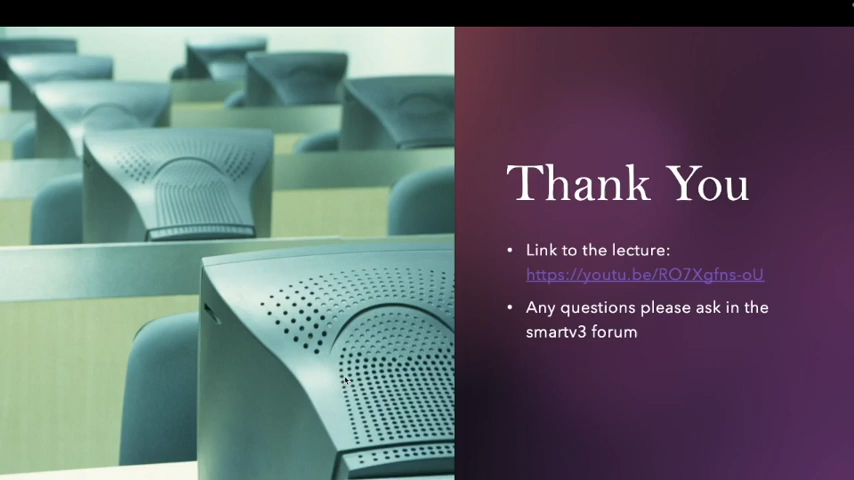 Thank You
• Link to the lecture:
https://youtu.be/RO7Xgfns-oU
• Any questions please ask in the
smartv3 forum